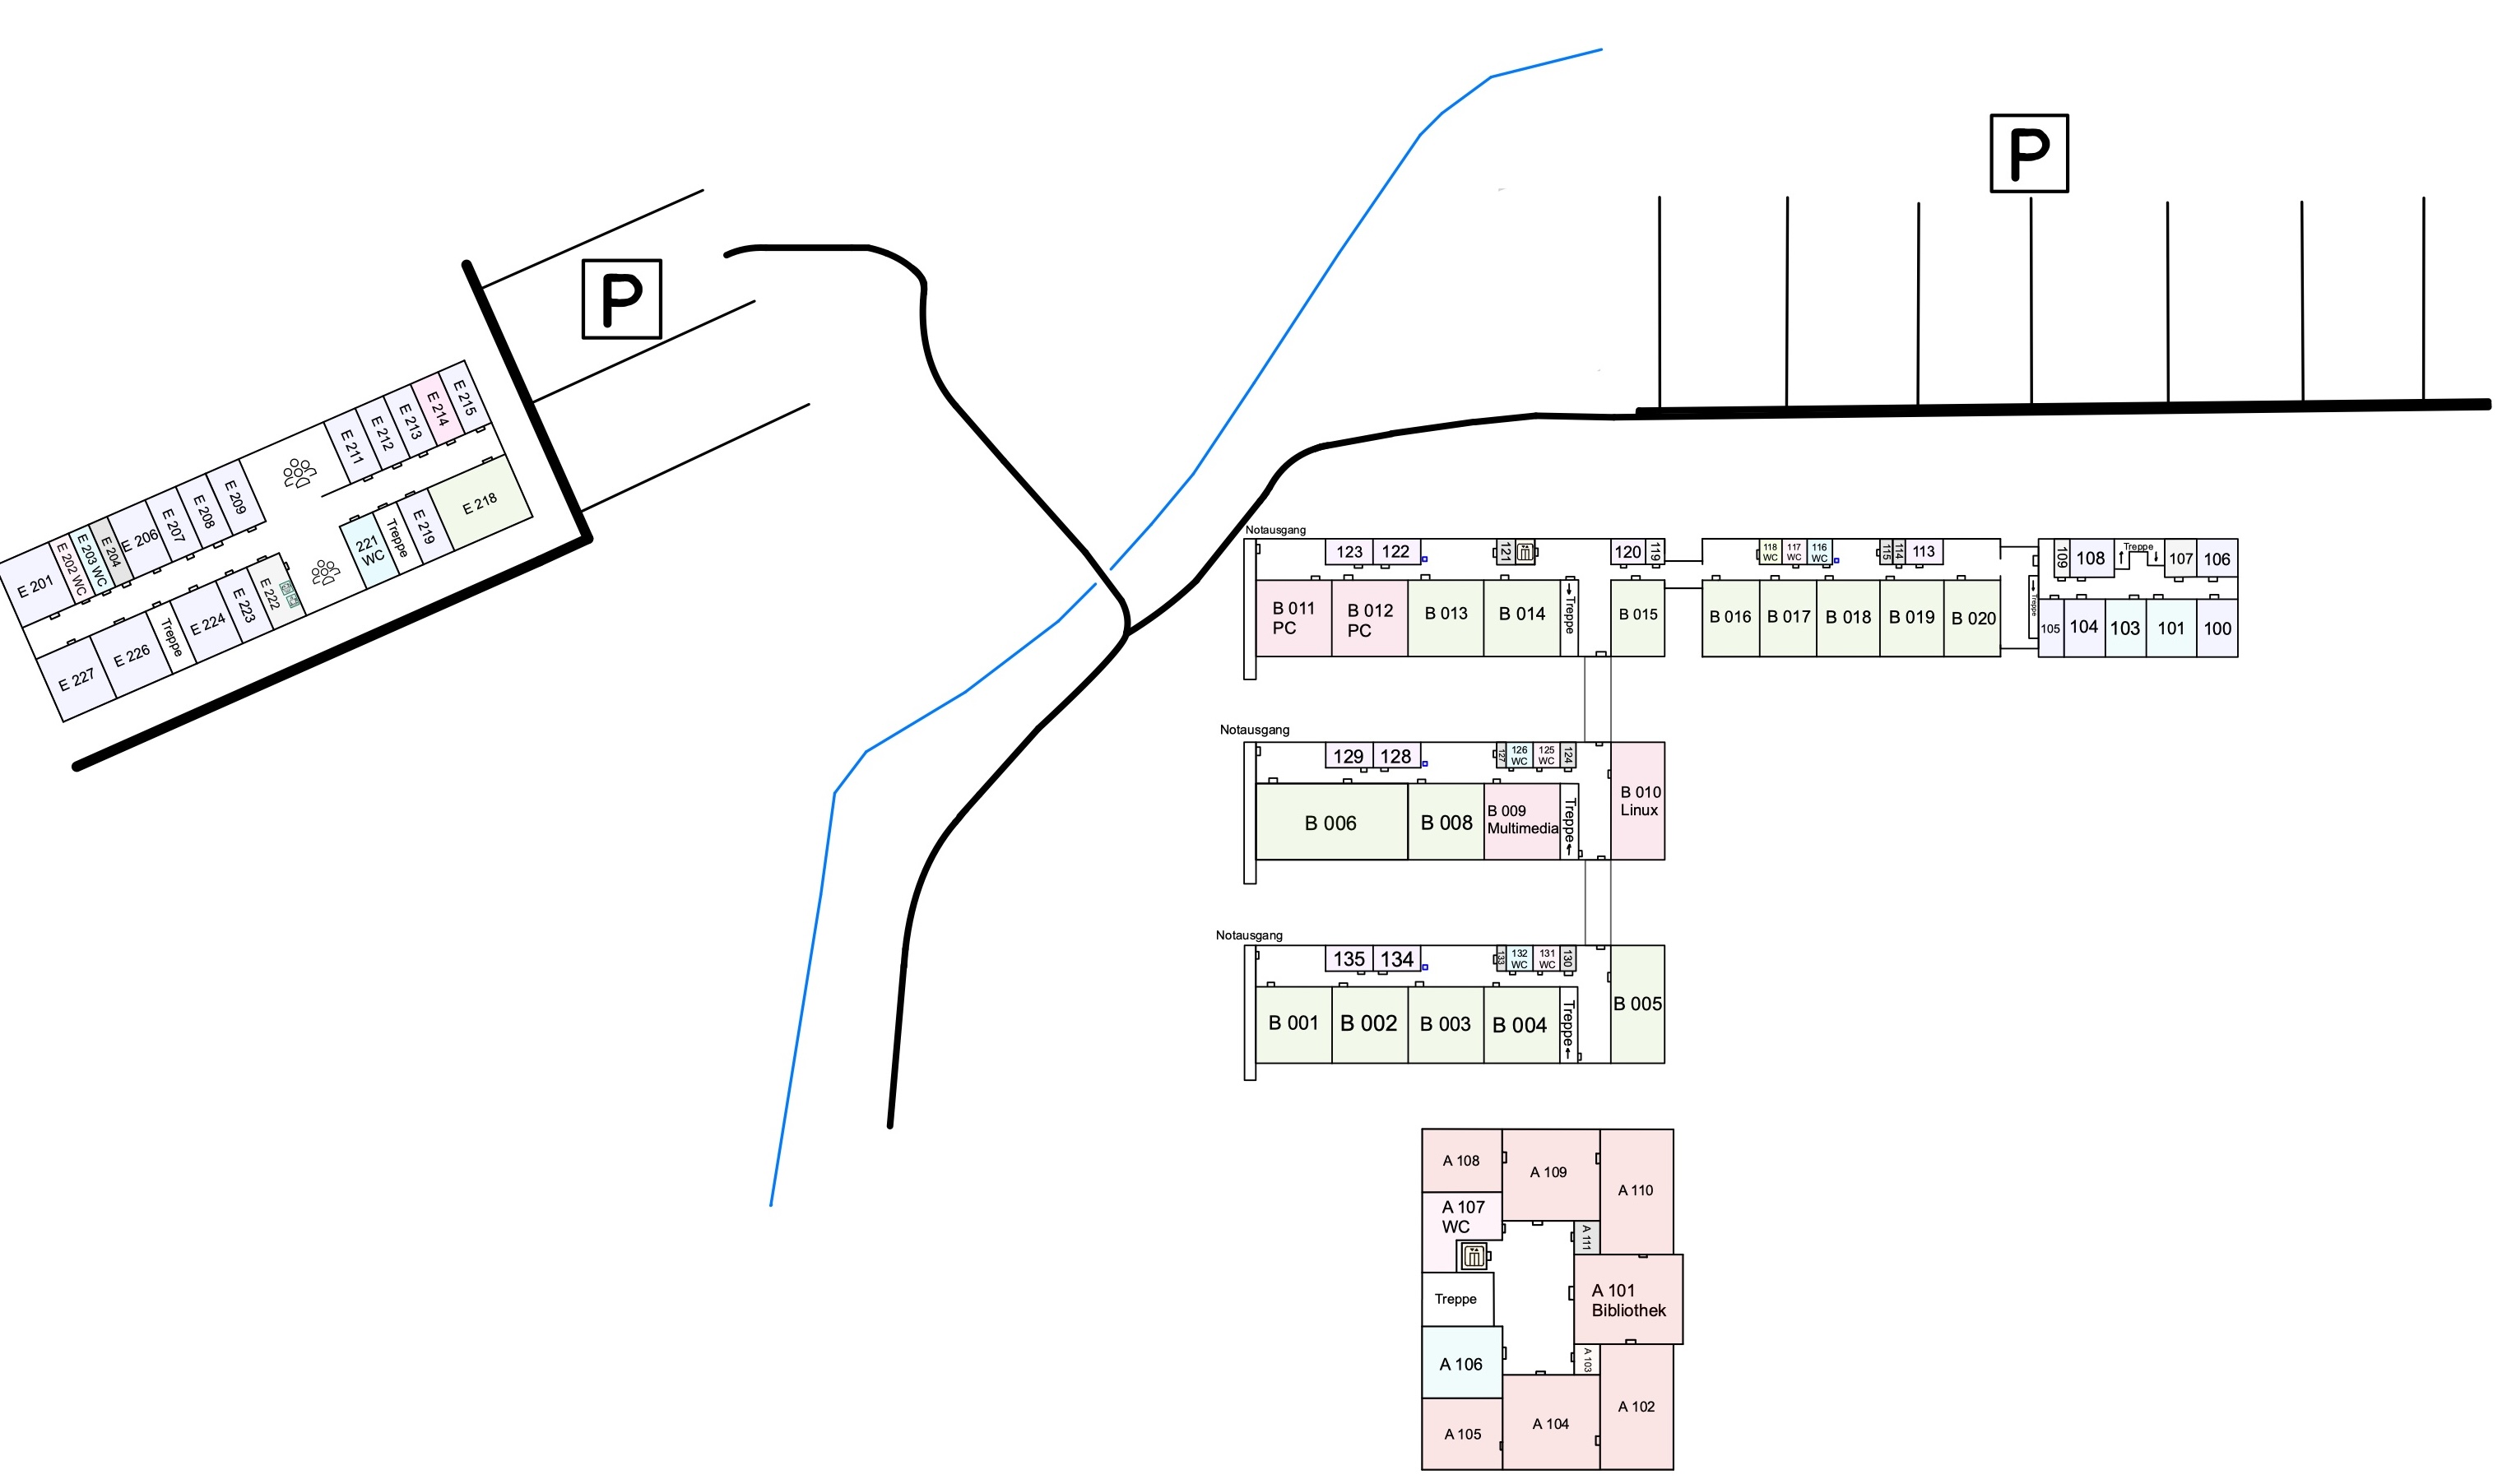 P
P
E 201
E 202 WC
E 203 WC
E 204
E 206
E 207
E 208
E 209
E 211
E 212
E 213
E 214
E 215
E 227
E 226
Treppe
E 224
E 223
E 222
221
WC
Treppe
E 219
E 218
Notausgang
123
122
121
120
119
B 011
PC
B 012
PC
B 013
B 014
Treppe
B 015
118
WC
117
WC
116
WC
115
114
113
B 016
B 017
B 018
B 019
B 020
109
108
Treppe
107
106
Treppe
105
104
103
101
100
Notausgang
129
128
127
126
WC
125
WC
124
B 006
B 008
B 009
Multimedia
Treppe
B 010
Linux
Notausgang
135
134
133
132
WC
131
WC
130
B 001
B 002
B 003
B 004
Treppe
B 005
A 108
A 109
A 110
A 107
WC
A 111
Treppe
A 101
Bibliothek
A 106
A 103
A 105
A 104
A 102